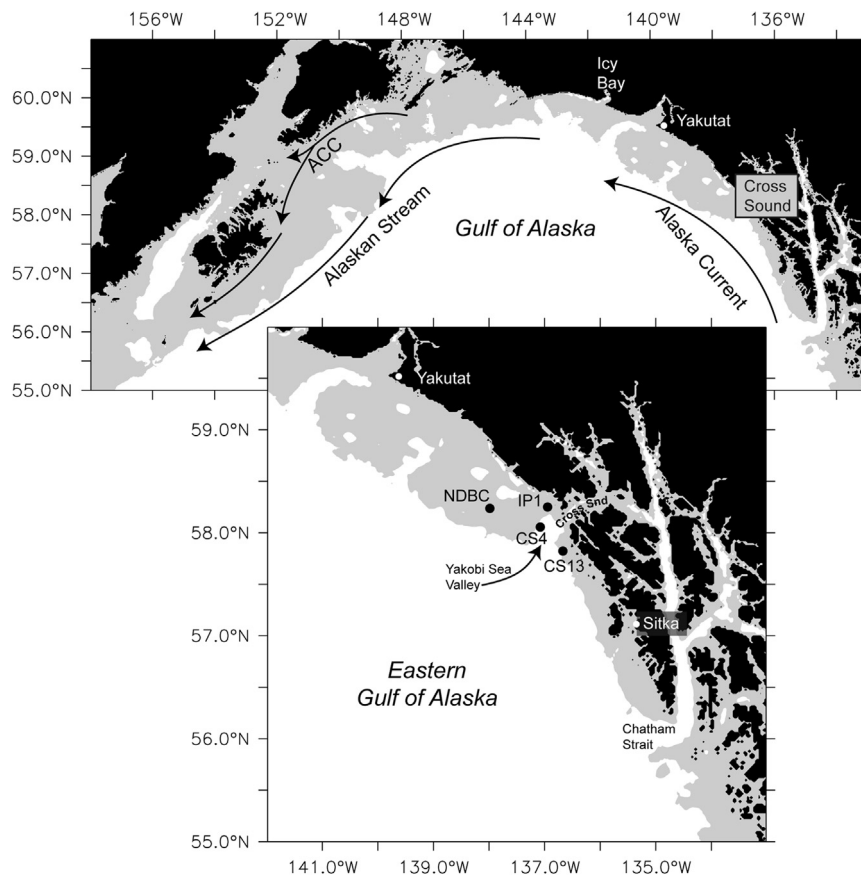 156°W
152°W
148°W
144°W
140°W
136°W
60.0°N
59.0°N
58.0°N
57.0°N
56.0°N
55.0°N
Icy
Bay
Yakutat
Cross
Sound
ACC
Alaskan Stream
Gulf of Alaska
Alaska Current
59.0°N
58.0°N
57.0°N
56.0°N
55.0°N
Yakutat
NDBC
IP1
Cross Snd
CS4
CS13
Yakobi Sea
Valley
Sitka
Eastern
Gulf of Alaska
Chatham
Strait
141.0°W
139.0°W
137.0°W
135.0°W